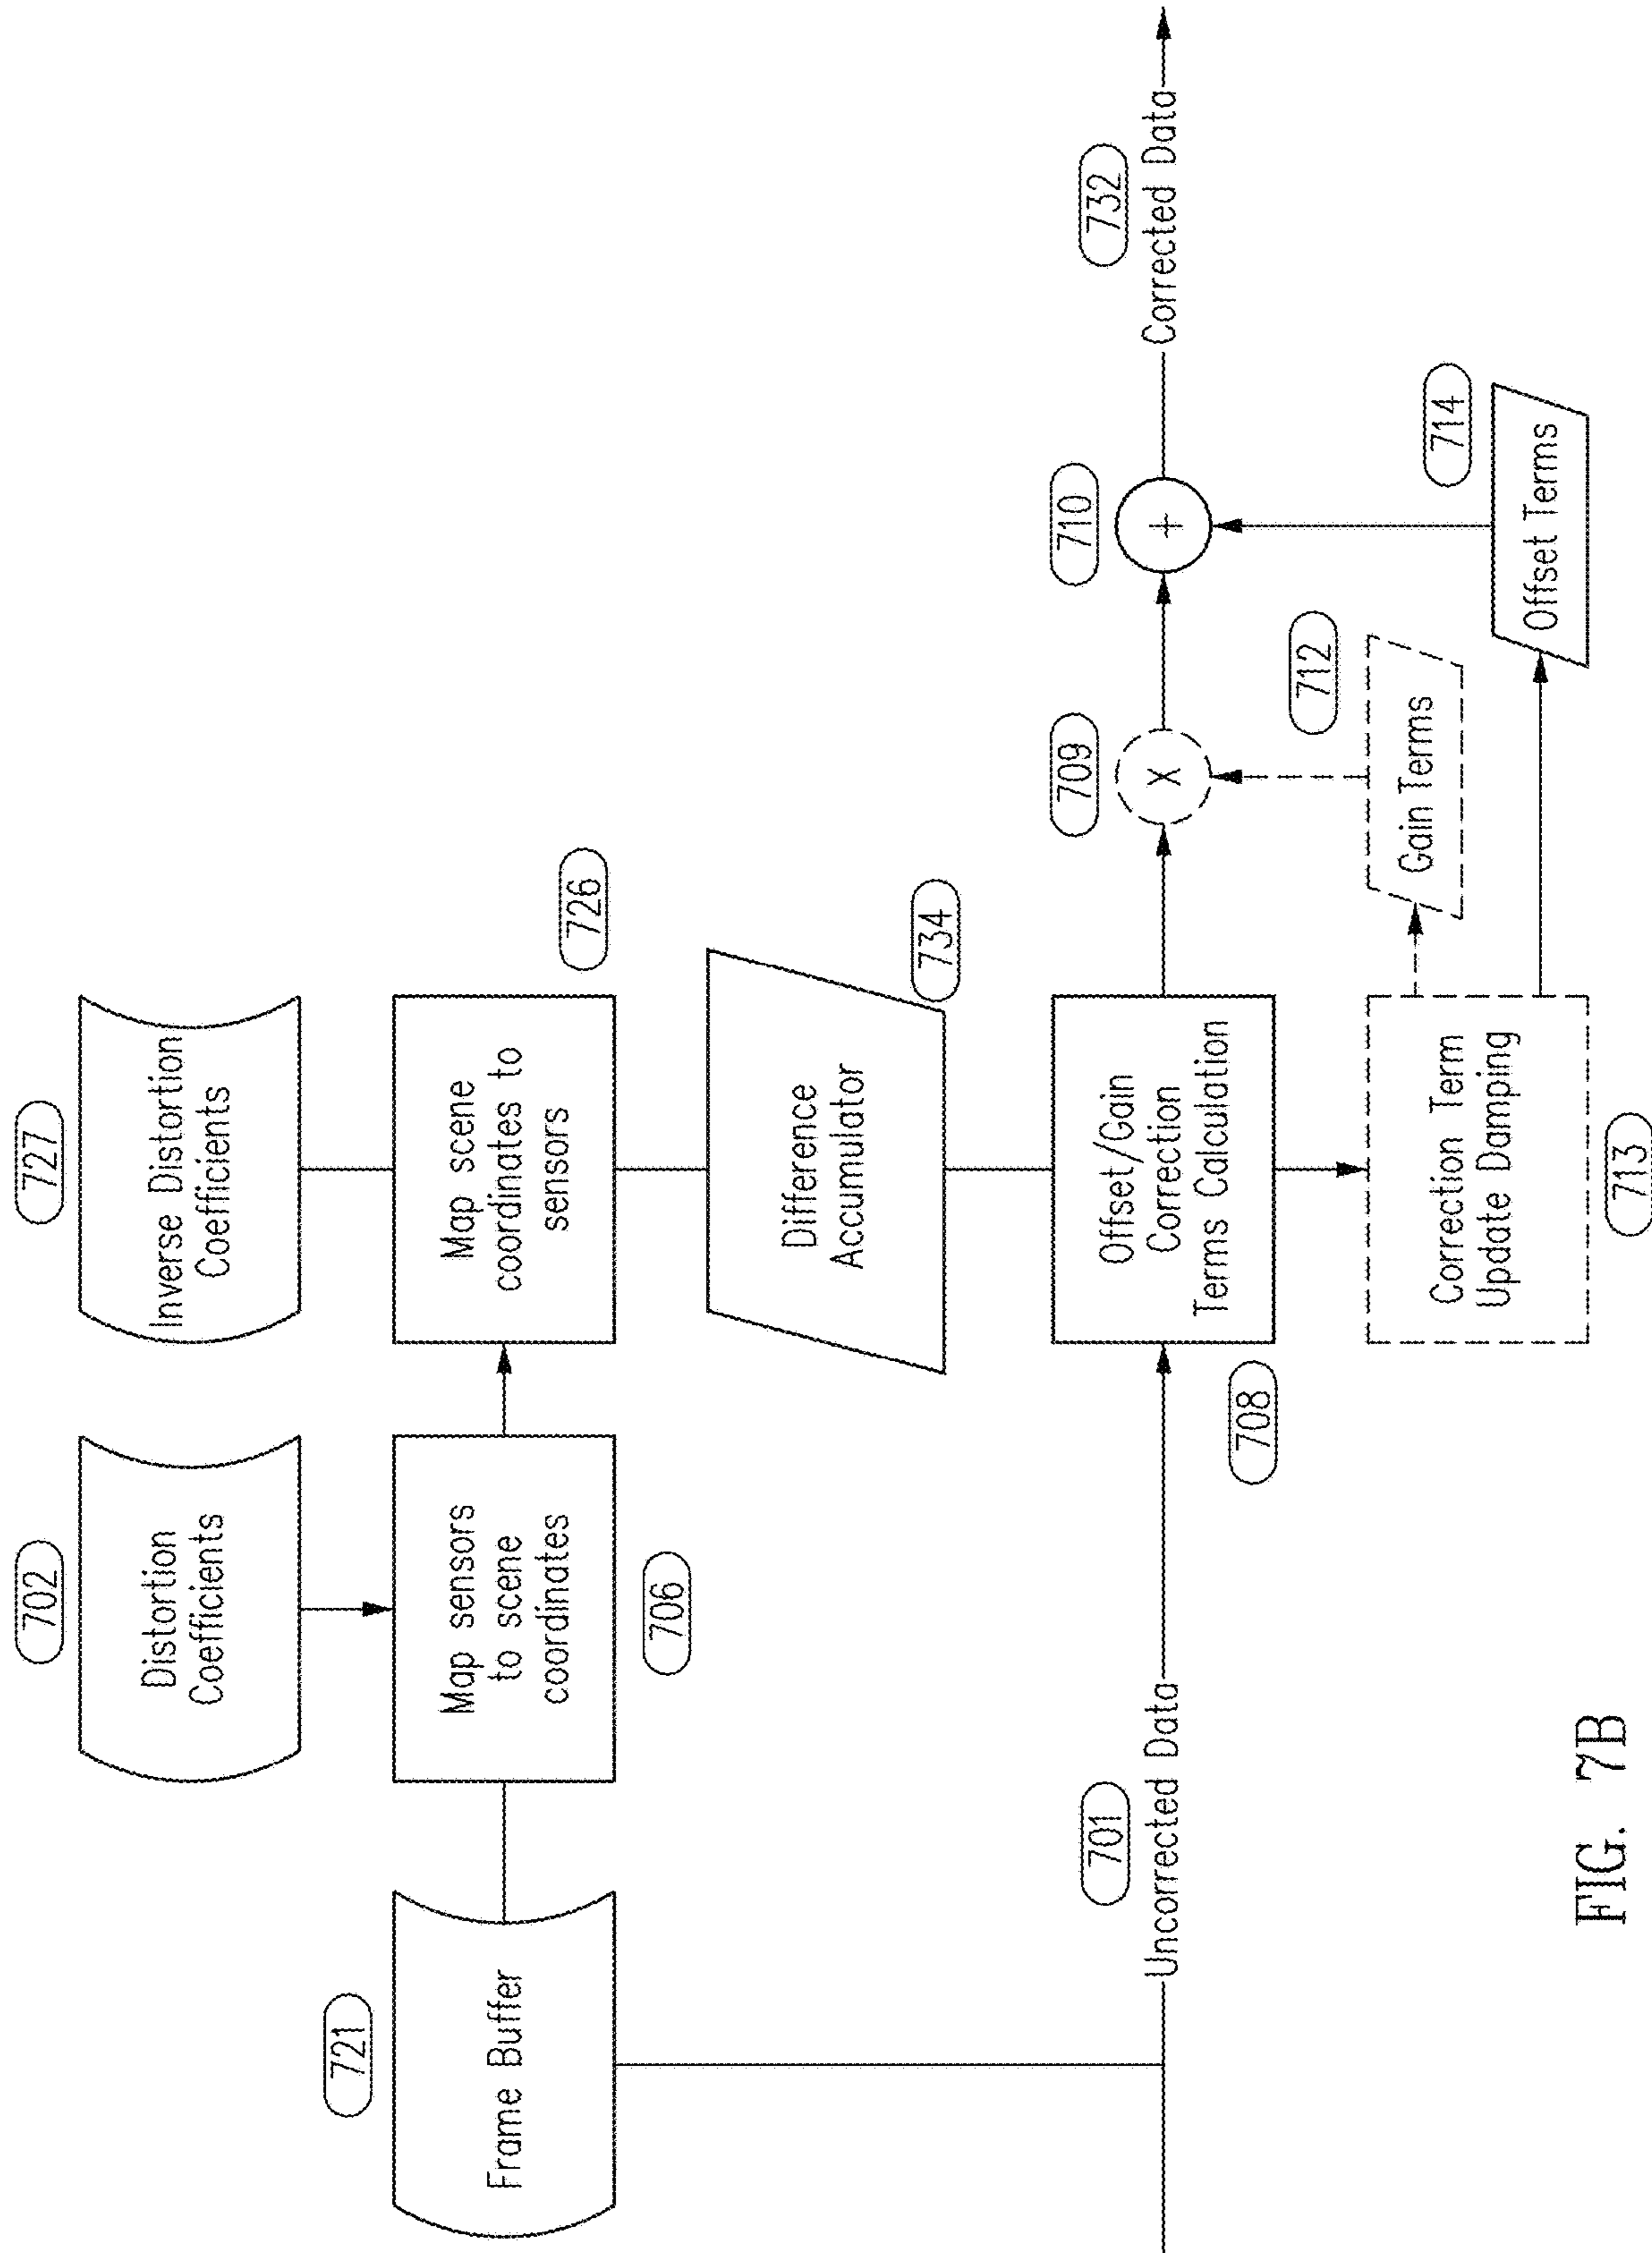 702
727
Distortion
Coefficients
Inverse Distortion
Coefficients
721
Frame Buffer
Map sensors
to scene
coordinates
706
Map scene
coordinates to
sensors
726
Difference
Accumulator
734
701
Uncorrected Data
708
Offset/Gain
Correction
Terms Calculation
709
X
710
+
732
Corrected Data
712
Gain Terms
714
Offset Terms
Correction Term
Update Damping
713
FIG. 7B